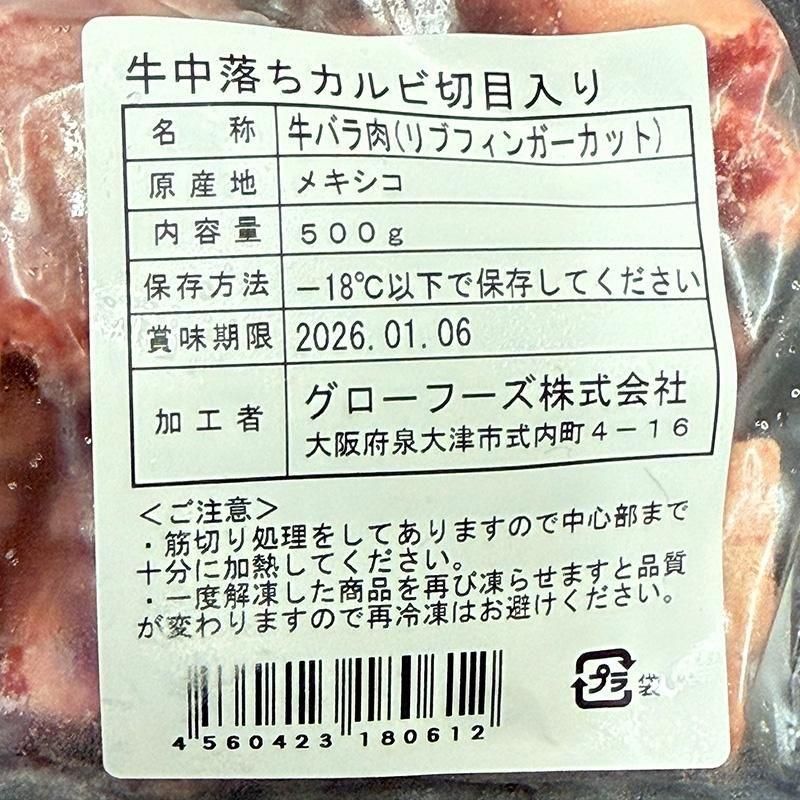 牛中落ちカルビ切目入り
名称 牛バラ肉(リブフィンガーカット)
原産地 メキシコ
内容量 500g
保存方法 －18℃以下で保存してください
賞味期限 2026.01.06
加工者 グローフーズ株式会社
大阪府泉大津市式内町4－16
＜ご注意＞
・筋切り処理をしてありますので中心部まで
十分に加熱してください。
・一度解凍した商品を再び凍らせますと品質
が変わりますので再冷凍はお避けください。
プラ 袋
4 560423 180612